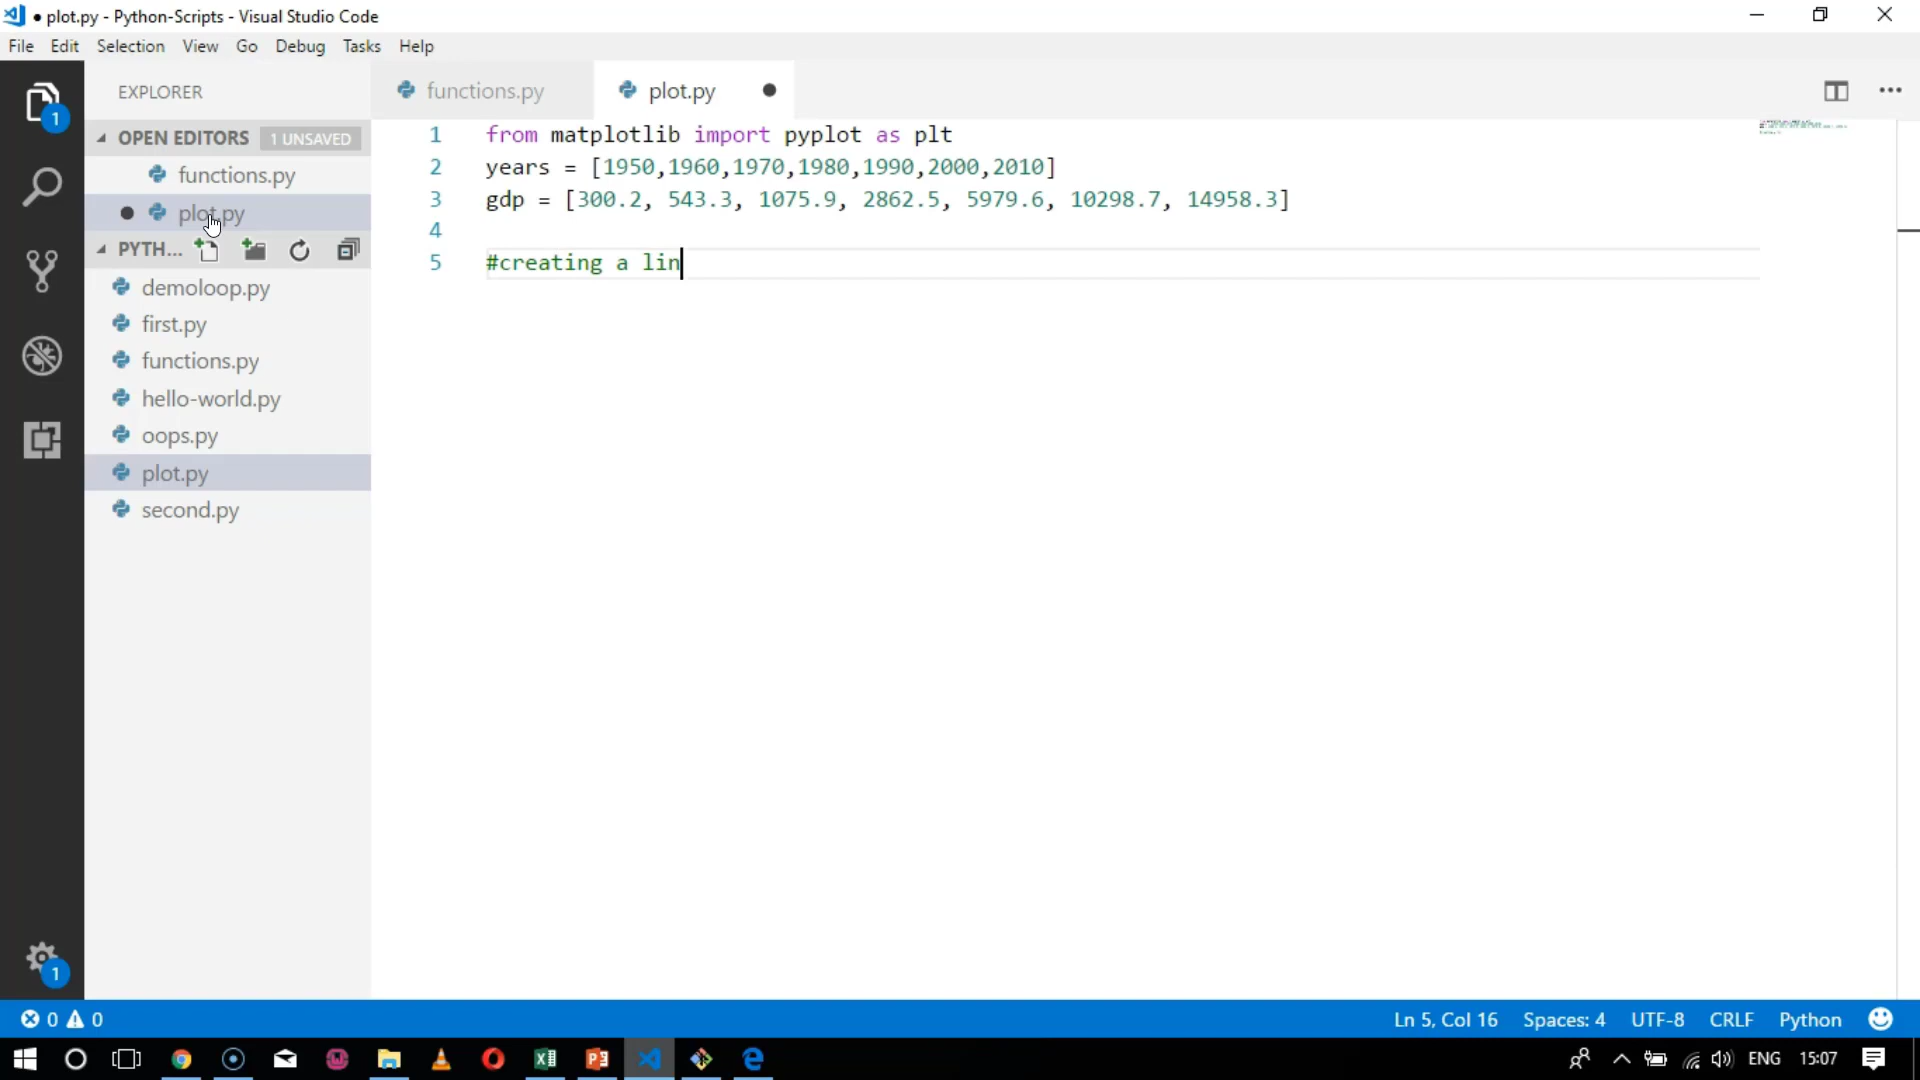 ● plot.py - Python-Scripts - Visual Studio Code
File Edit Selection View Go Debug Tasks Help
EXPLORER
OPEN EDITORS 1 UNSAVED
functions.py
plot.py
PYTH...
demoloop.py
first.py
functions.py
hello-world.py
oops.py
plot.py
second.py
1
1
functions.py plot.py
1 from matplotlib import pyplot as plt
2 years = [1950,1960,1970,1980,1990,2000,2010]
3 gdp = [300.2, 543.3, 1075.9, 2862.5, 5979.6, 10298.7, 14958.3]
4
5 #creating a lin
0 0 Ln 5, Col 16 Spaces: 4 UTF-8 CRLF Python
ENG 15:07